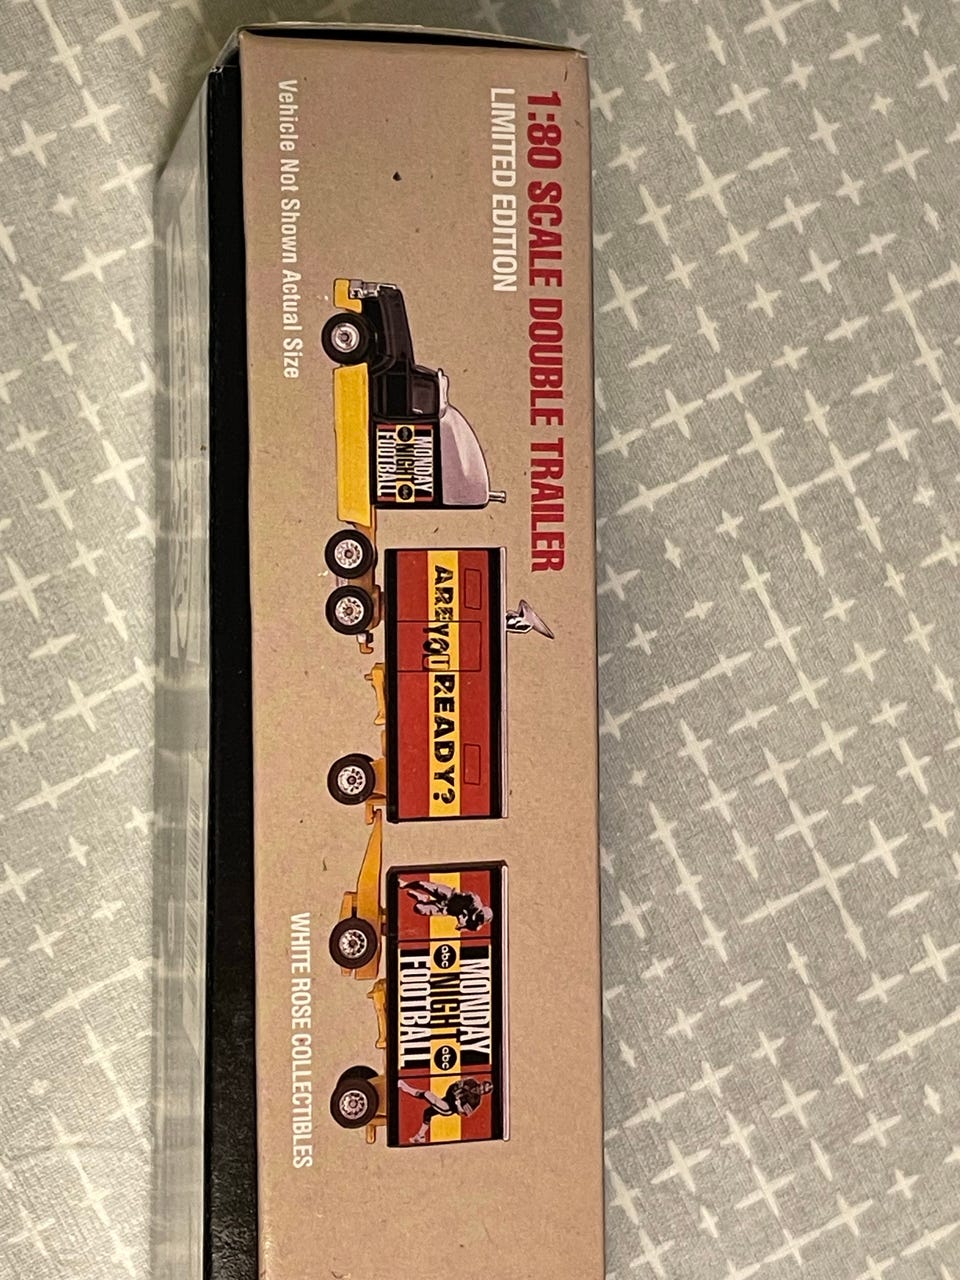 1:80 SCALE DOUBLE TRAILER
LIMITED EDITION
MONDAY
abc NIGHT abc
FOOTBALL
ARE YOU READY?
MONDAY
abc NIGHT abc
FOOTBALL
Vehicle Not Shown Actual Size
WHITE ROSE COLLECTIBLES